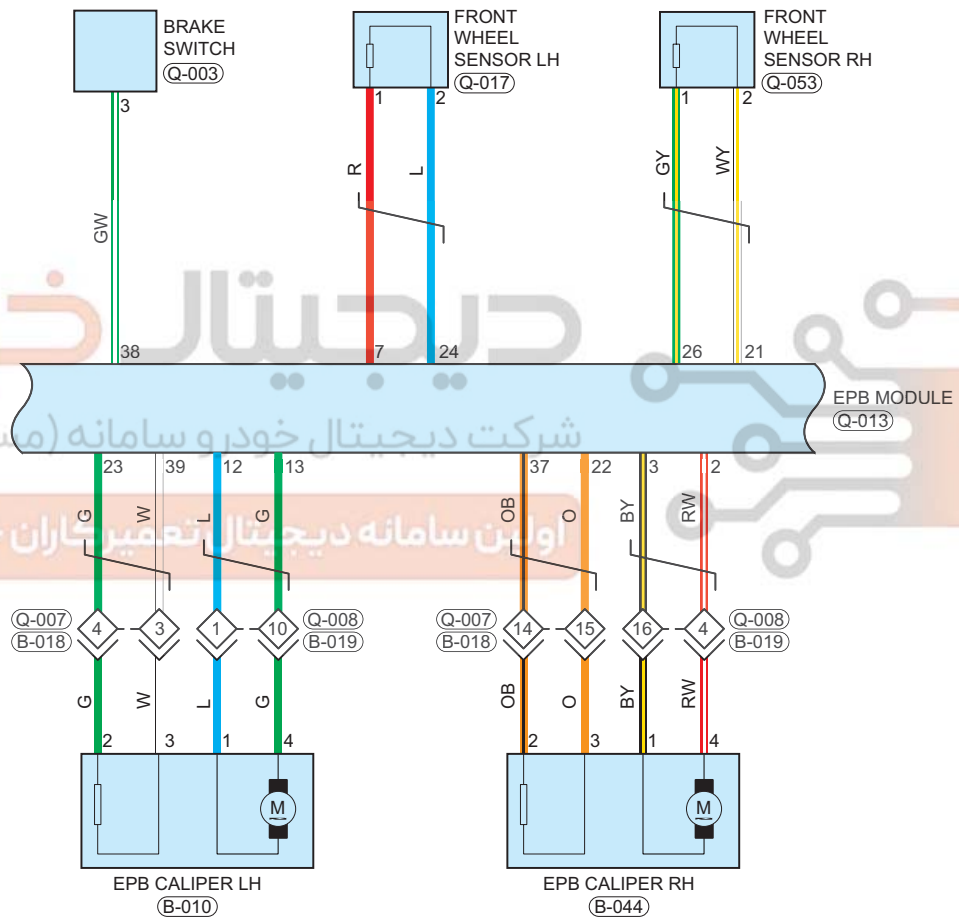 BRAKE
SWITCH
Q-003
3
GW
38
FRONT
WHEEL
SENSOR LH
Q-017
1 2
R L
7 24
FRONT
WHEEL
SENSOR RH
Q-053
1 2
GY WY
26 21
دیجیتال خ
شرکت دیجیتال خودرو سامانه (مس
اولین سامانه دیجیتال تعمیرکاران
EPB MODULE
Q-013
23 39 12 13
G W L G
Q-007
B-018
4 3 1 10
Q-008
B-019
G W L G
2 3 1 4
M
EPB CALIPER LH
B-010
37 22 3 2
OB O BY RW
Q-007
B-018
14 15 16 4
Q-008
B-019
OB O BY RW
2 3 1 4
M
EPB CALIPER RH
B-044